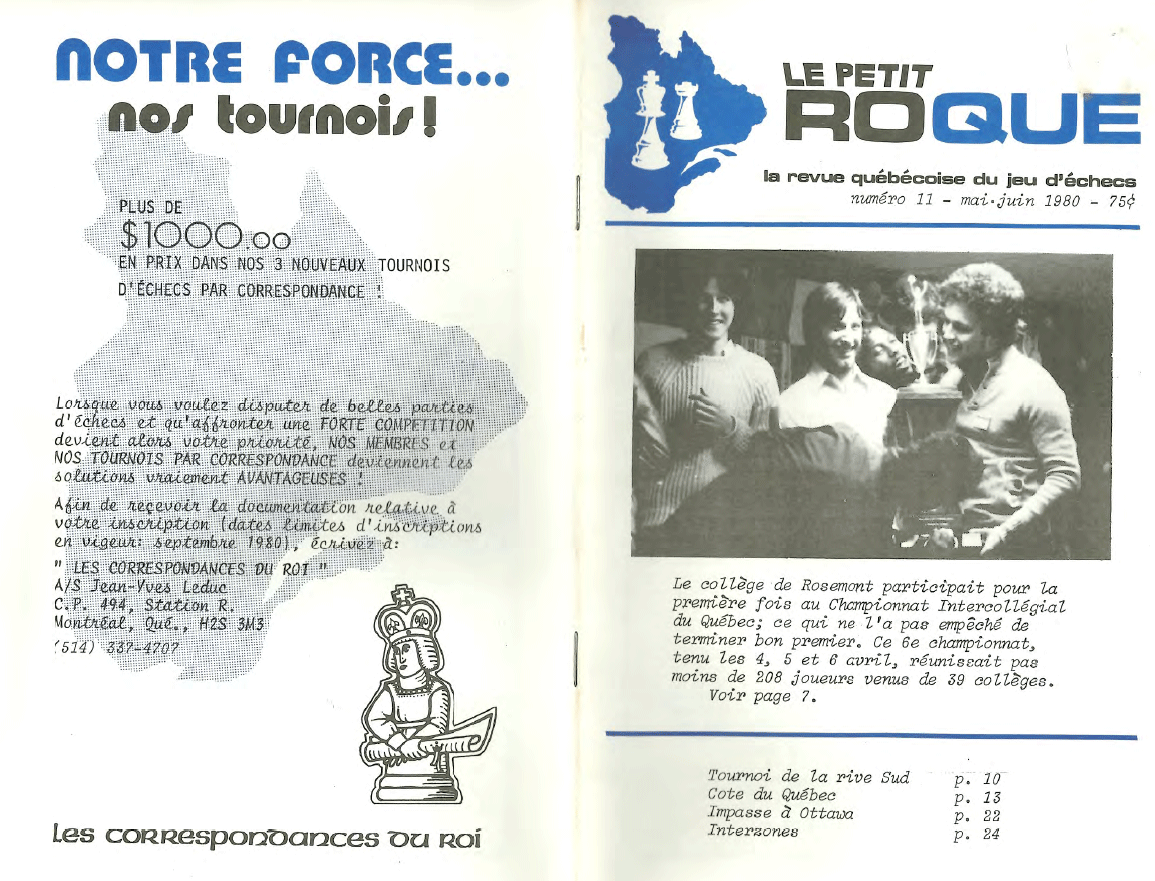 NOTRE FORCE...
nos tournois!
PLUS DE
$1000.00
EN PRIX DANS NOS 3 NOUVEAUX TOURNOIS
D'ÉCHECS PAR CORRESPONDANCE !
Lorsque vous voulez disputer de belles parties
d'échecs et qu'affronter une FORTE COMPETITION
devient alors votre priorité, NOS MEMBRES et
NOS TOURNOIS PAR CORRESPONDANCE deviennent les
solutions vraiement AVANTAGEUSES !
Afin de reçevoir la documentation relative à
votre inscription (dates limites d'inscriptions
en vigeur: septembre 1980), écrivez à:
" LES CORRESPONDANCES DU ROI "
A/S Jean-Yves Leduc
C.P. 494, Station R.
Montréal, Qué., H2S 3M3
(514) 337-4707
Les CORRespondances du Roi
LE PETIT
ROQUE
la revue québécoise du jeu d'échecs
numéro 11 - mai-juin 1980 - 75¢
Le collège de Rosemont participait pour la
première fois au Championnat Intercollégial
du Québec; ce qui ne l'a pas empêché de
terminer bon premier. Ce 6e championnat,
tenu les 4, 5 et 6 avril, réunissait pas
moins de 208 joueurs venus de 39 collèges.
Voir page 7.
Tournoi de la rive Sud p. 10
Cote du Québec p. 13
Impasse à Ottawa p. 22
Interzones p. 24